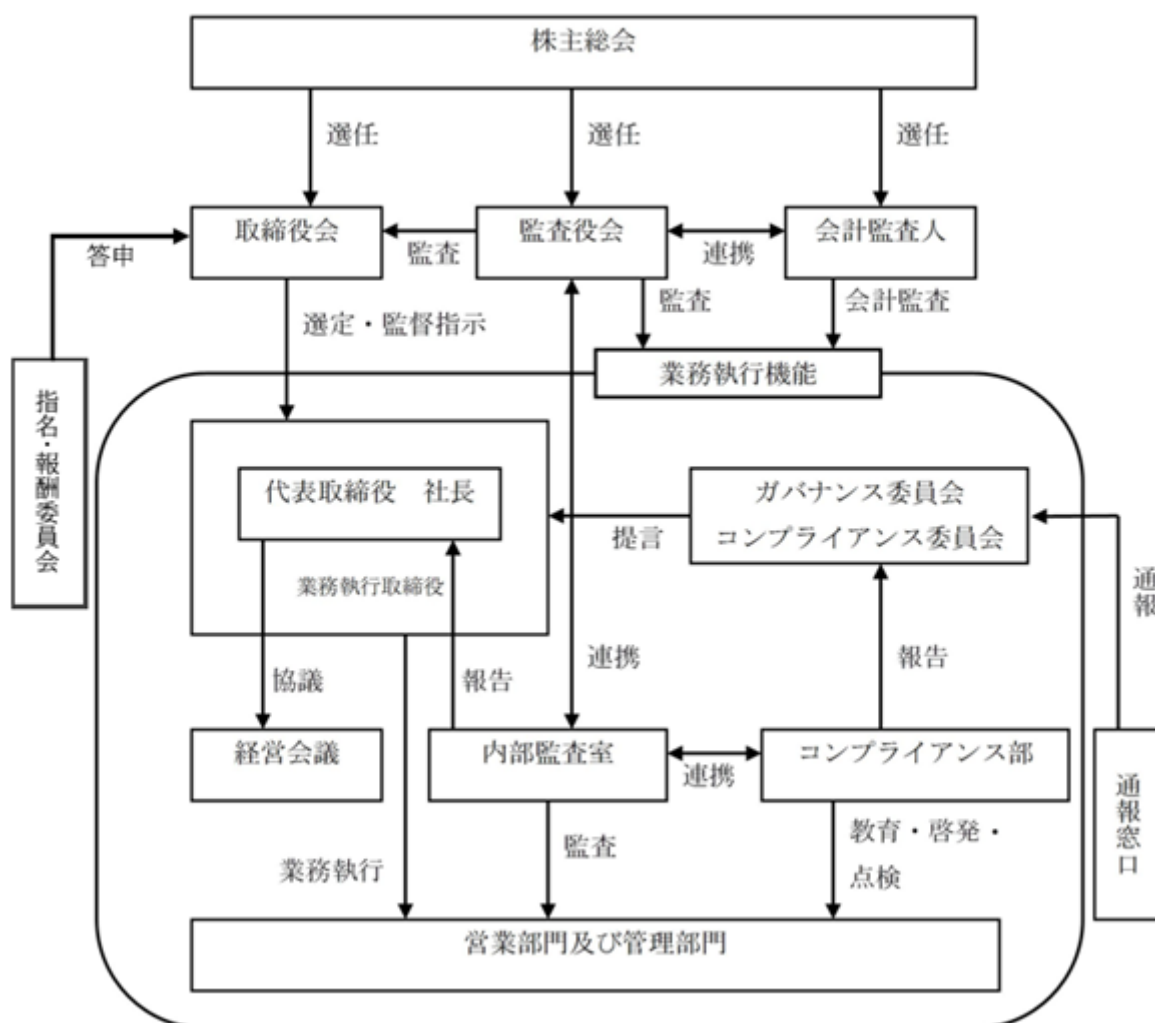 株主総会
選任
選任
選任
取締役会
監査役会
会計監査人
答申
監査
連携
選定・監督指示
監査
会計監査
業務執行機能
指名・報酬委員会
代表取締役　社長
ガバナンス委員会
コンプライアンス委員会
提言
業務執行取締役
通報
協議
報告
連携
報告
経営会議
内部監査室
連携
コンプライアンス部
通報窓口
業務執行
監査
教育・啓発・
点検
営業部門及び管理部門